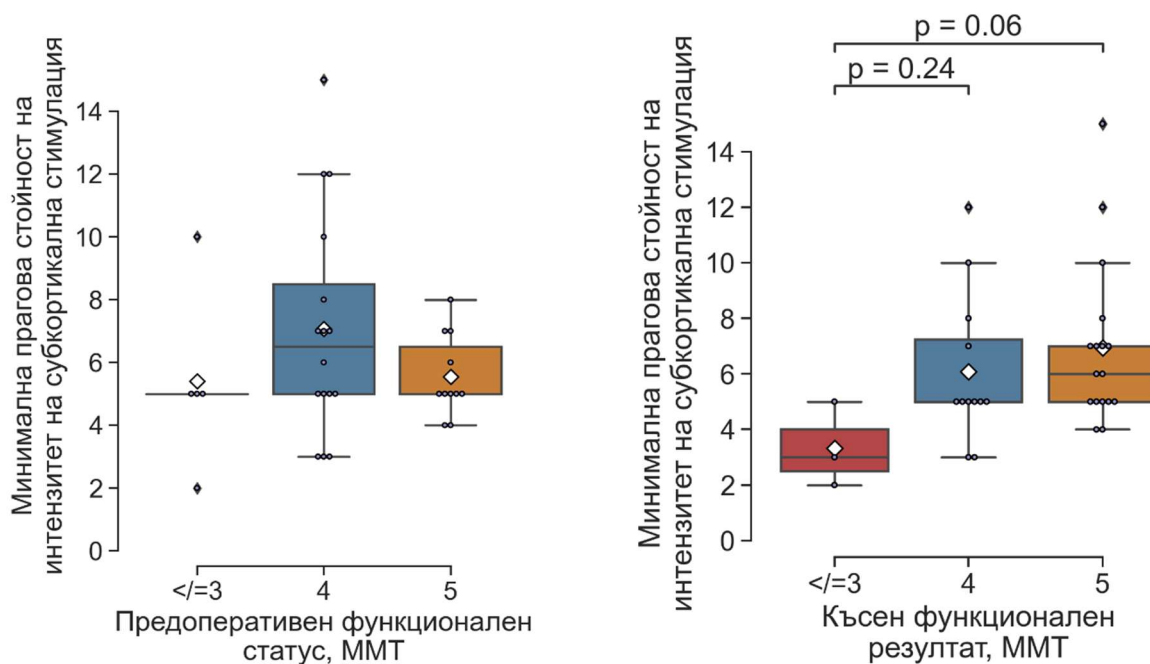 Минимална прагова стойност на
интензитет на субкортикална стимулация
14
12
10
8
6
4
2
0
</=3 4 5
Предоперативен функционален
статус, ММТ
p = 0.06
p = 0.24
Минимална прагова стойност на
интензитет на субкортикална стимулация
14
12
10
8
6
4
2
0
</=3 4 5
Късен функционален
резултат, ММТ